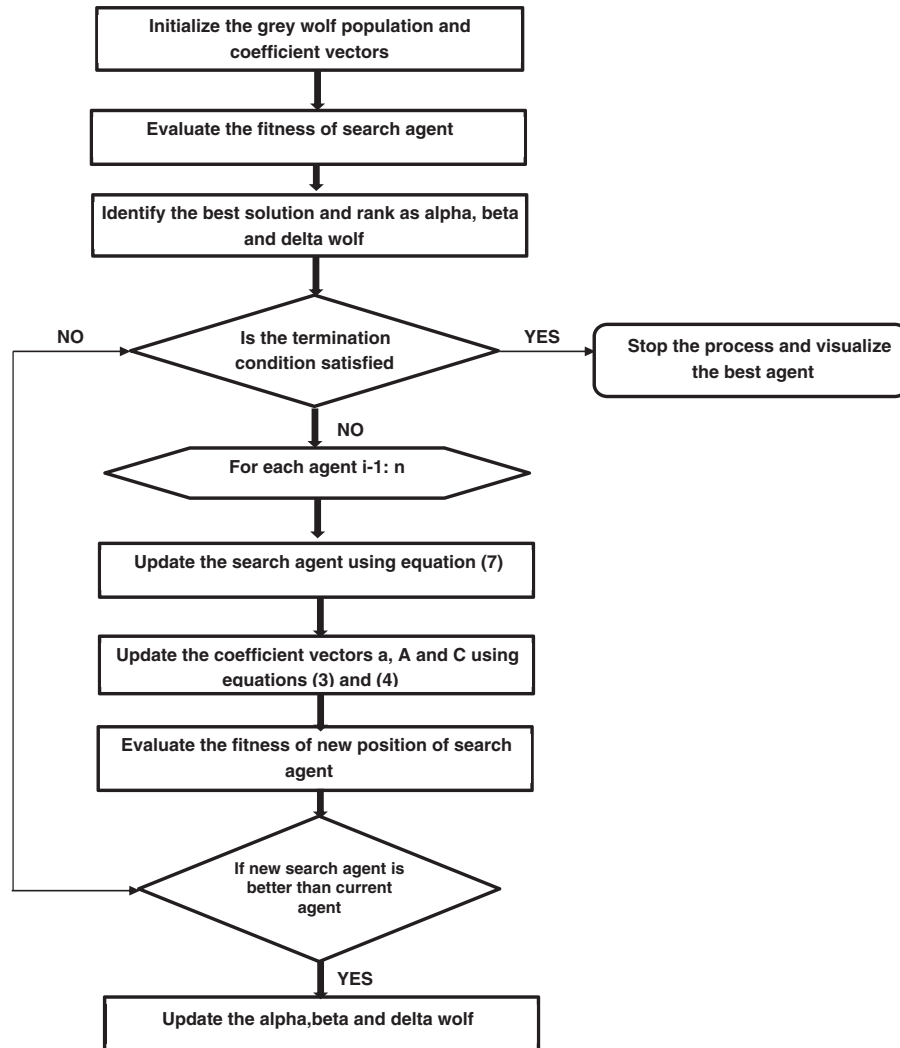 Initialize the grey wolf population and
coefficient vectors
Evaluate the fitness of search agent
Identify the best solution and rank as alpha, beta
and delta wolf
NO
Is the termination
condition satisfied
YES
Stop the process and visualize
the best agent
NO
For each agent i-1: n
Update the search agent using equation (7)
Update the coefficient vectors a, A and C using
equations (3) and (4)
Evaluate the fitness of new position of search
agent
If new search agent is
better than current
agent
YES
Update the alpha,beta and delta wolf